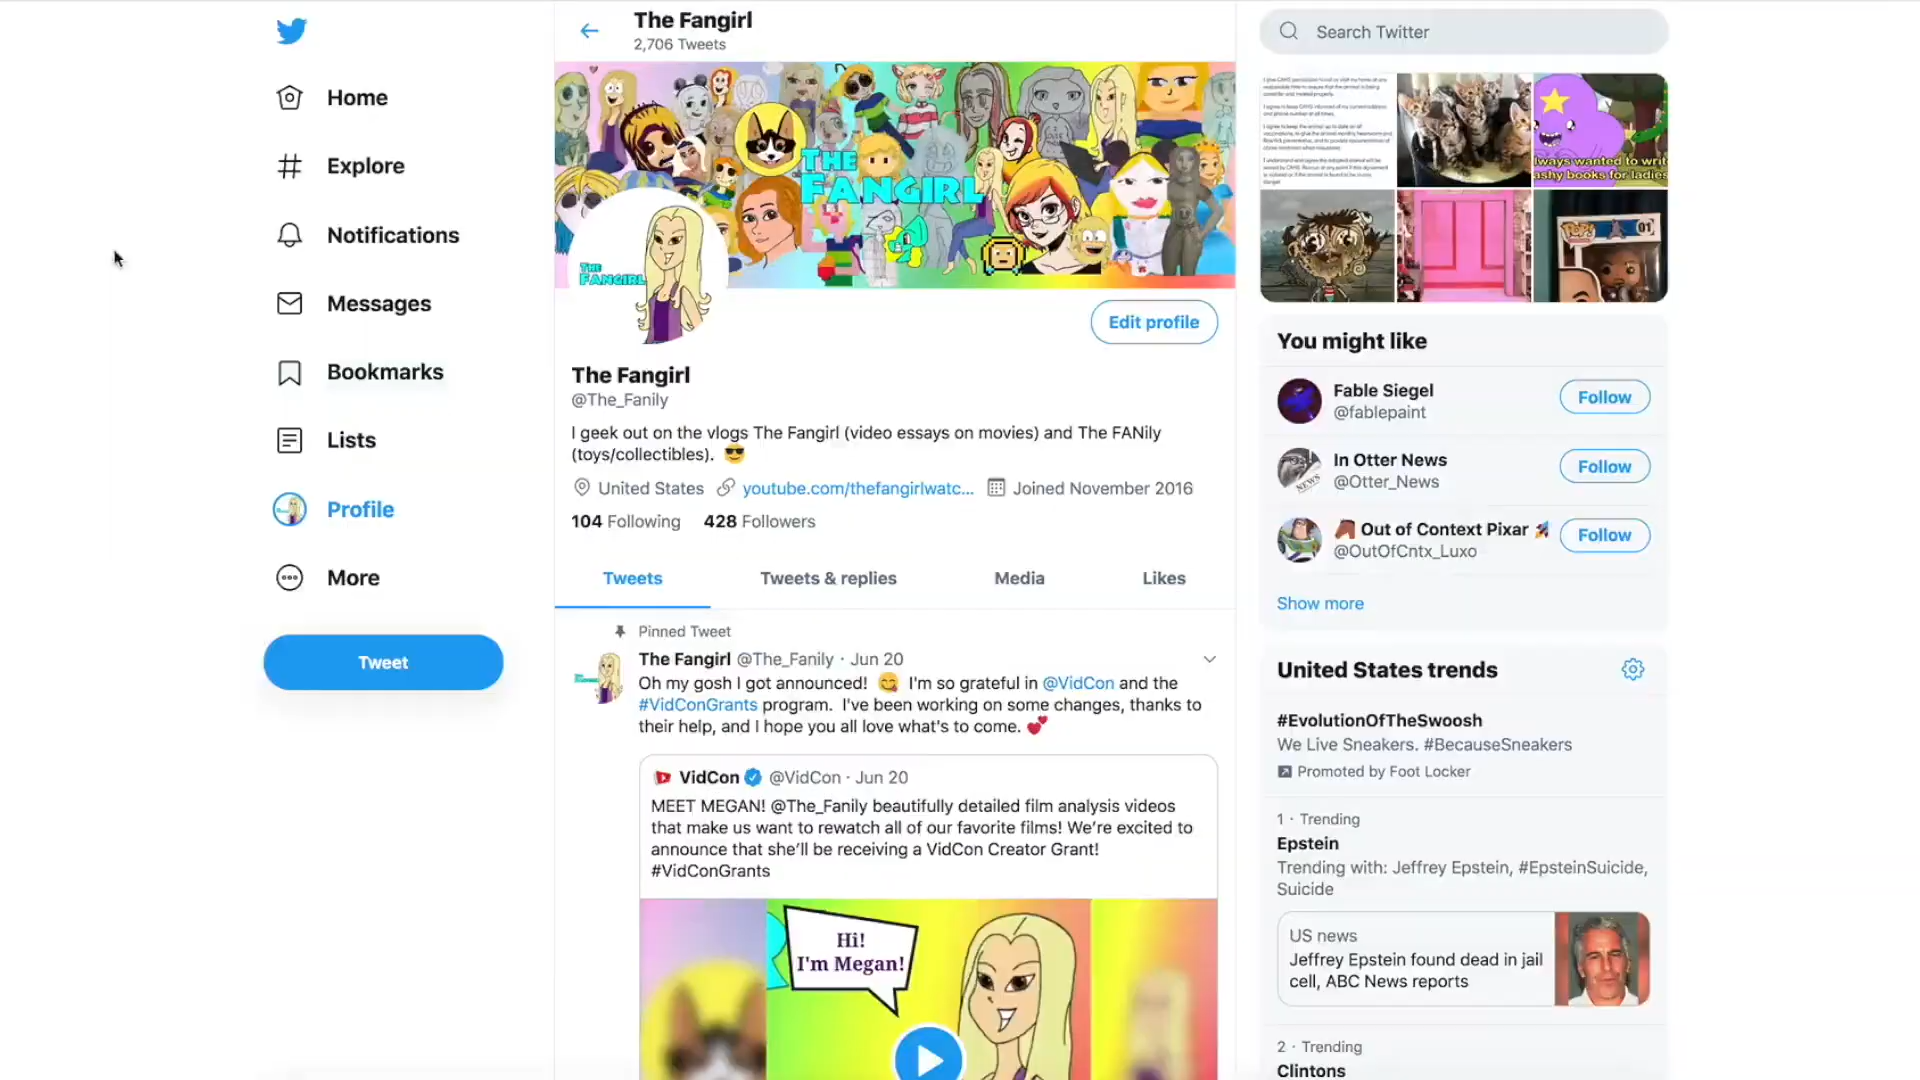 Home
Explore
Notifications
Messages
Bookmarks
Lists
Profile
More
Tweet
The Fangirl
2,706 Tweets
THE
FANGIRL
THE
FANGIRL
Edit profile
The Fangirl
@The_Fanily
I geek out on the vlogs The Fangirl (video essays on movies) and The FANily
(toys/collectibles). 😎
United States youtube.com/thefangirlwatc... Joined November 2016
104 Following 428 Followers
Tweets Tweets & replies Media Likes
Pinned Tweet
The Fangirl @The_Fanily · Jun 20
Oh my gosh I got announced! 😋 I'm so grateful in @VidCon and the
#VidConGrants program. I've been working on some changes, thanks to
their help, and I hope you all love what's to come. 💕
VidCon @VidCon · Jun 20
MEET MEGAN! @The_Fanily beautifully detailed film analysis videos
that make us want to rewatch all of our favorite films! We're excited to
announce that she'll be receiving a VidCon Creator Grant!
#VidConGrants
Hi!
I'm Megan!
Search Twitter
lways wanted to writ
ashy books for ladies
POP!
01
You might like
Fable Siegel
@fablepaint
Follow
In Otter News
@Otter_News
Follow
NEWS
Out of Context Pixar 🚀
@OutOfCntx_Luxo
Follow
Show more
United States trends
#EvolutionOfTheSwoosh
We Live Sneakers. #BecauseSneakers
Promoted by Foot Locker
1 · Trending
Epstein
Trending with: Jeffrey Epstein, #EpsteinSuicide,
Suicide
US news
Jeffrey Epstein found dead in jail
cell, ABC News reports
2 · Trending
Clintons